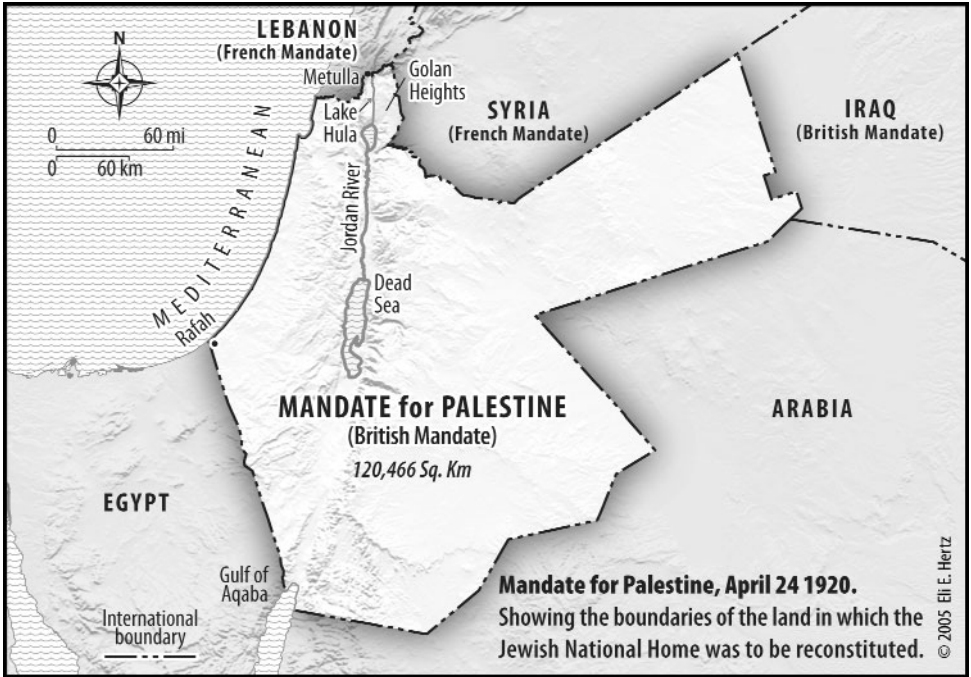 LEBANON
(French Mandate)
Metulla
Golan
Heights
N
Lake
Hula
SYRIA
(French Mandate)
IRAQ
(British Mandate)
0 60 mi
0 60 km
MEDITERRANEAN
Jordan River
Dead
Sea
Rafah
MANDATE for PALESTINE
(British Mandate)
120,466 Sq. Km
ARABIA
EGYPT
Gulf of
Aqaba
International
boundary
Mandate for Palestine, April 24 1920.
Showing the boundaries of the land in which the
Jewish National Home was to be reconstituted.
© 2005 Eli E. Hertz